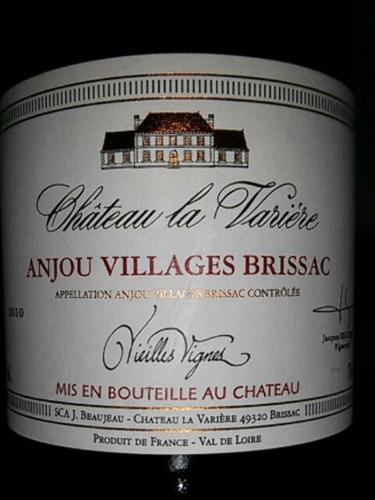 Château la Varière
ANJOU VILLAGES BRISSAC
APPELLATION ANJOU VILLAGES BRISSAC CONTRÔLÉE
2010
Jacques
Vieilles Vignes
MIS EN BOUTEILLE AU CHATEAU
SCA J. BEAUJEAU - CHATEAU LA VARIÈRE 49320 BRISSAC
PRODUIT DE FRANCE - VAL DE LOIRE